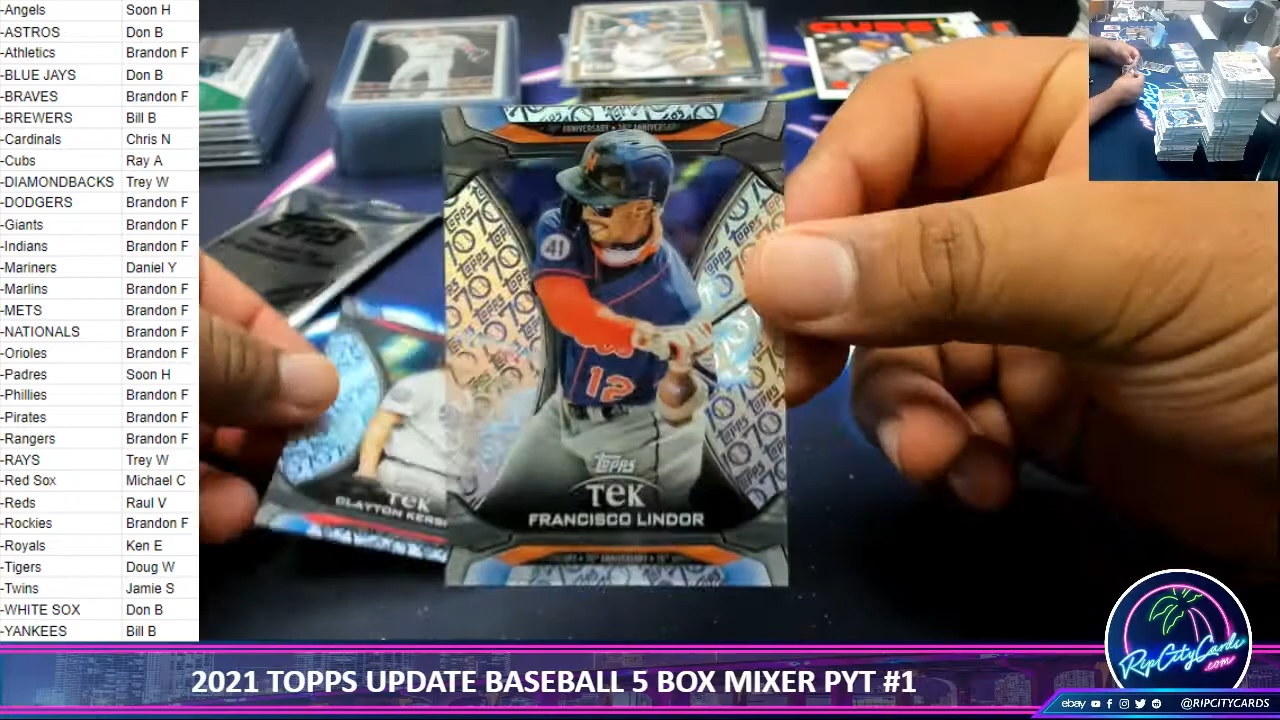 -Angels Soon H
-ASTROS Don B
-Athletics Brandon F
-BLUE JAYS Don B
-BRAVES Brandon F
-BREWERS Bill B
-Cardinals Chris N
-Cubs Ray A
-DIAMONDBACKS Trey W
-DODGERS Brandon F
-Giants Brandon F
-Indians Brandon F
-Mariners Daniel Y
-Marlins Brandon F
-METS Brandon F
-NATIONALS Brandon F
-Orioles Brandon F
-Padres Soon H
-Phillies Brandon F
-Pirates Brandon F
-Rangers Brandon F
-RAYS Trey W
-Red Sox Michael C
-Reds Raul V
-Rockies Brandon F
-Royals Ken E
-Tigers Doug W
-Twins Jamie S
-WHITE SOX Don B
-YANKEES Bill B
CUBS
ANNIVERSARY
41
12
TOPPS
TEK
FRANCISCO LINDOR
TEK
CLAYTON KERS
TOPPS 70
RipCityCards
.com
2021 TOPPS UPDATE BASEBALL 5 BOX MIXER PYT #1
ebay @RIPCITYCARDS